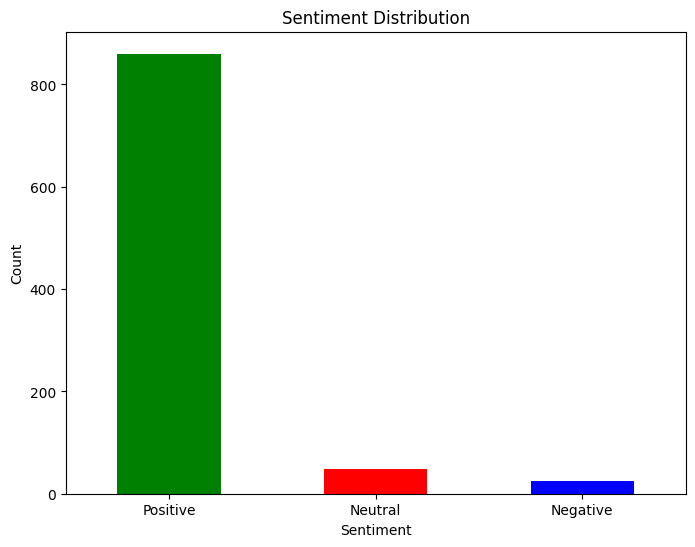 Sentiment Distribution
Count
800
600
400
200
0
Positive Neutral Negative
Sentiment